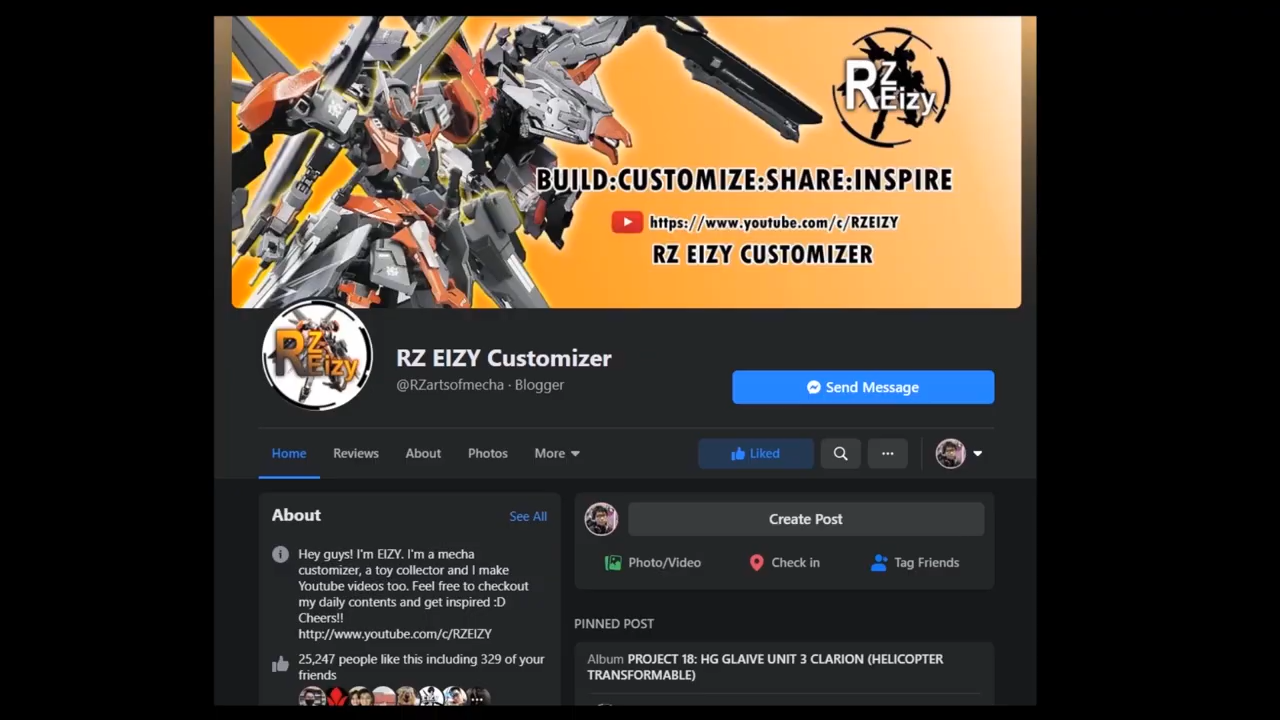 RZ Eizy
BUILD:CUSTOMIZE:SHARE:INSPIRE
https://www.youtube.com/c/RZEIZY
RZ EIZY CUSTOMIZER
RZ Eizy
RZ EIZY Customizer
@RZartsofmecha · Blogger
Send Message
Home Reviews About Photos More Liked
About See All
Create Post
Hey guys! I'm EIZY. I'm a mecha
customizer, a toy collector and I make
Youtube videos too. Feel free to checkout
my daily contents and get inspired :D
Cheers!!
http://www.youtube.com/c/RZEIZY
25,247 people like this including 329 of your
friends
Photo/Video Check in Tag Friends
PINNED POST
Album PROJECT 18: HG GLAIVE UNIT 3 CLARION (HELICOPTER
TRANSFORMABLE)